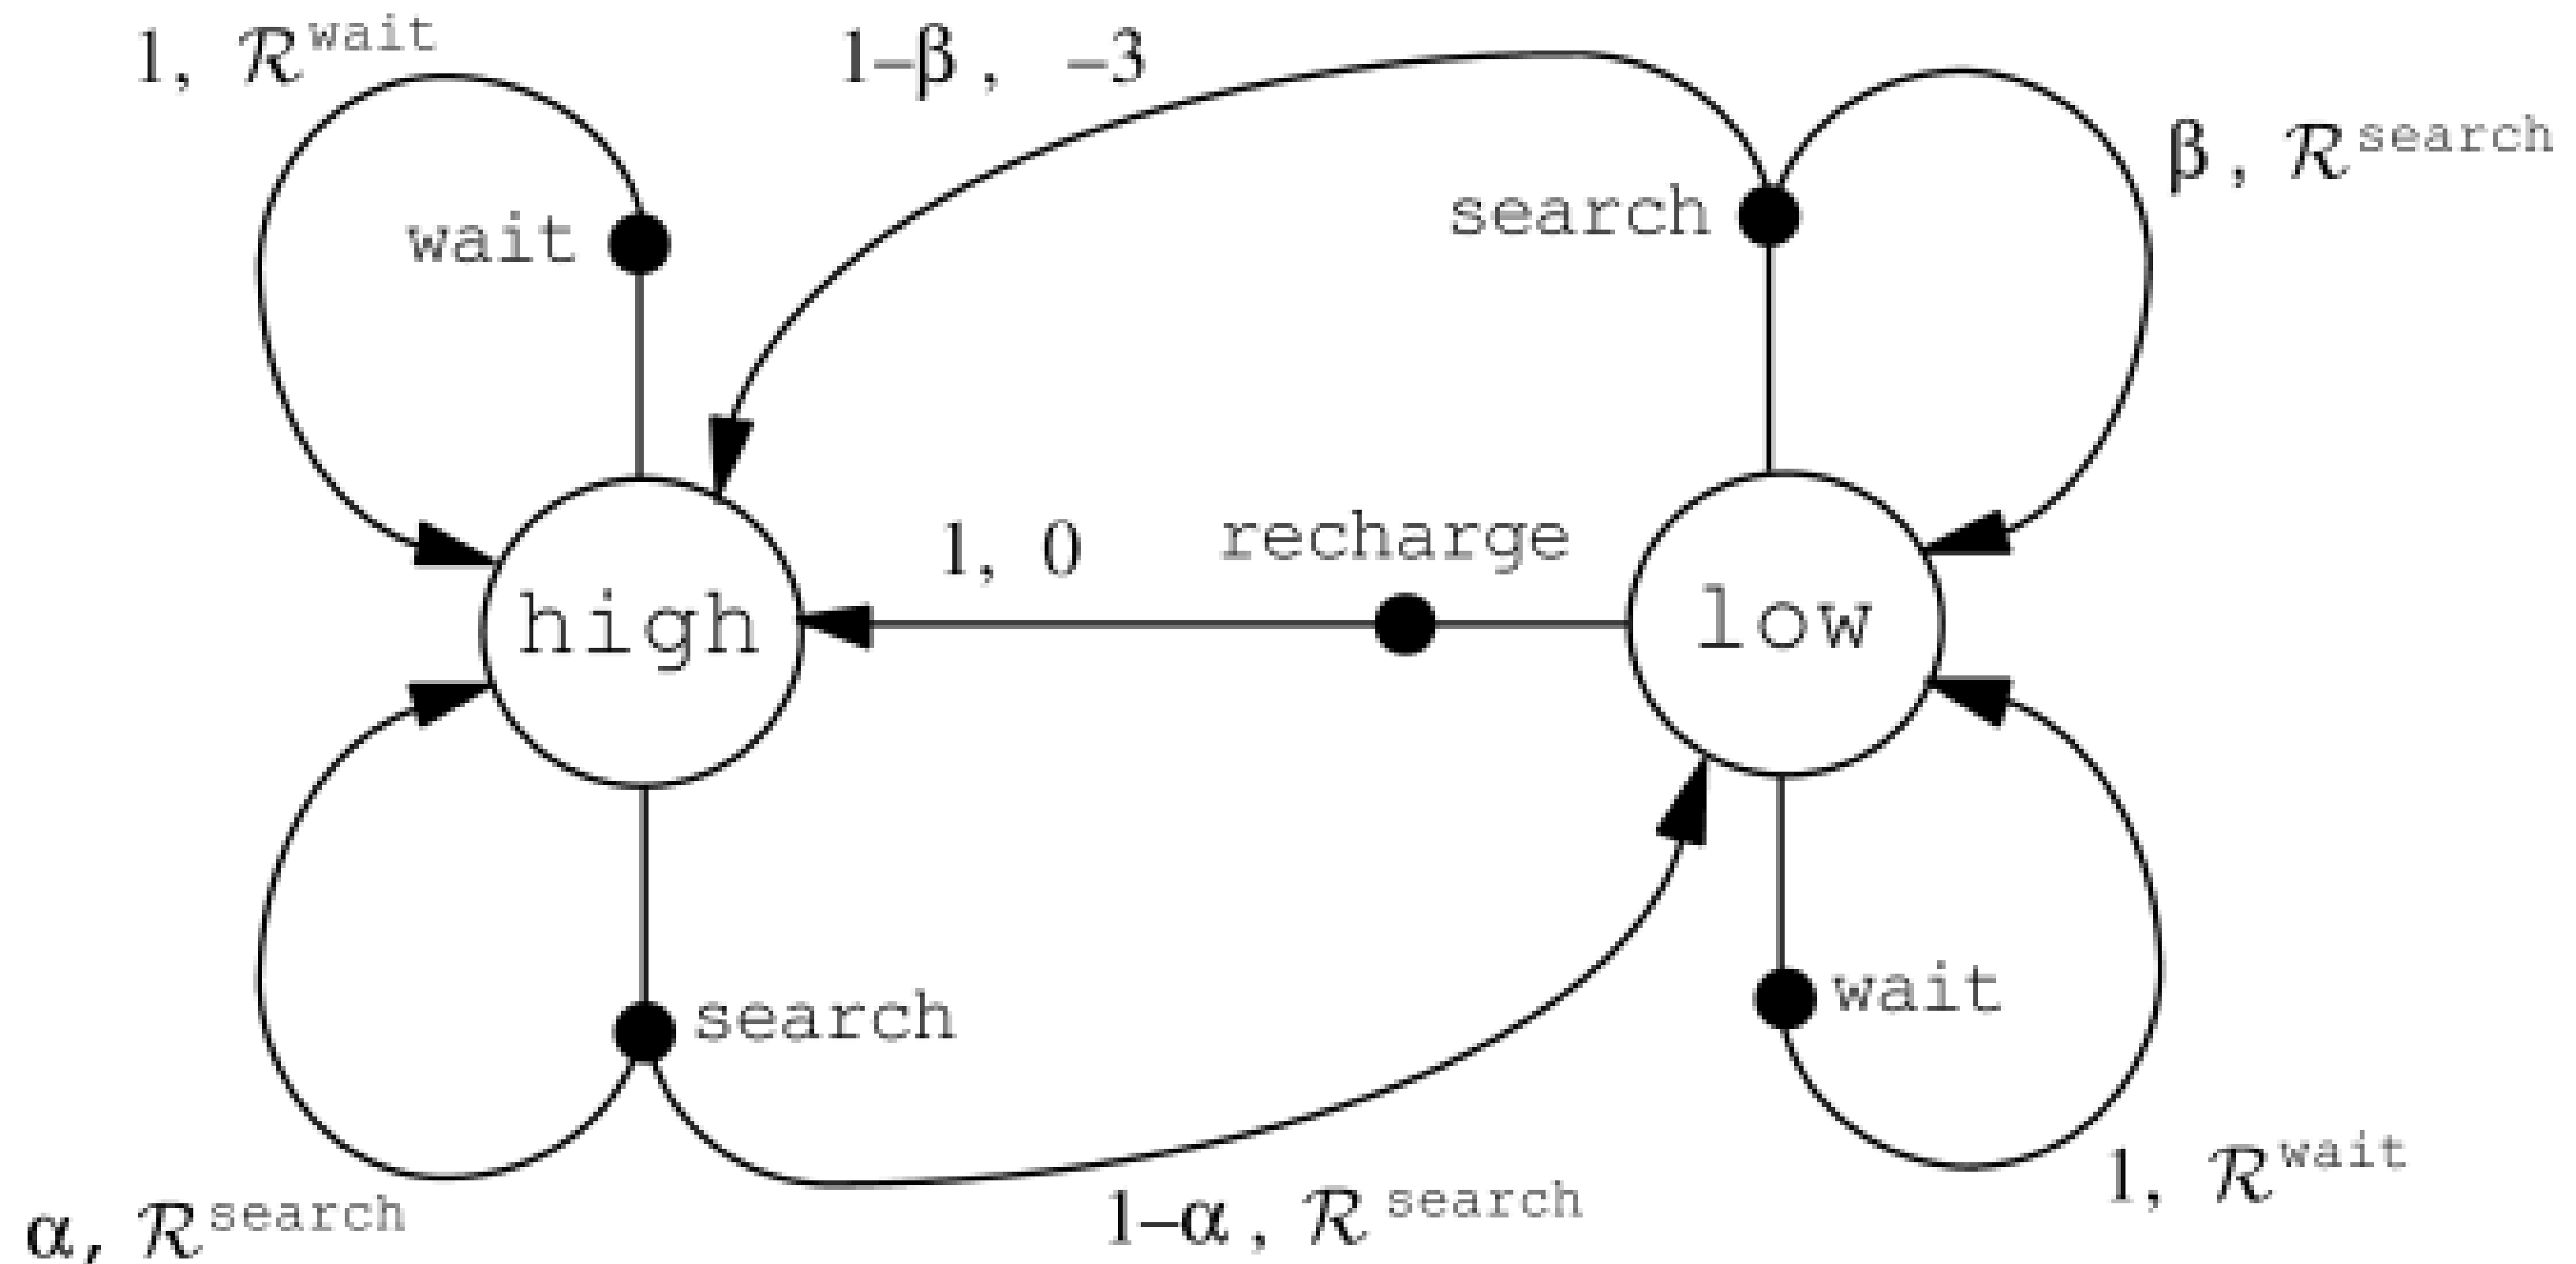 1, ℛ^wait
1–β, –3
β, ℛ^search
wait
search
1, 0
recharge
high
low
search
wait
α, ℛ^search
1–α, ℛ^search
1, ℛ^wait